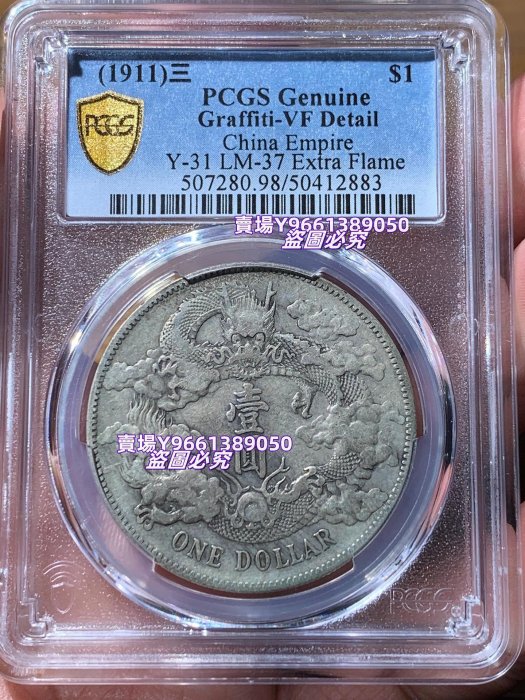 (1911)三 $1
PCGS Genuine
Graffiti-VF Detail
China Empire
Y-31 LM-37 Extra Flame
507280.98/50412883
PCGS
賣場Y9661389050
盜圖必究
壹
圓
賣場Y9661389050
盜圖必究
ONE DOLLAR
PCGS